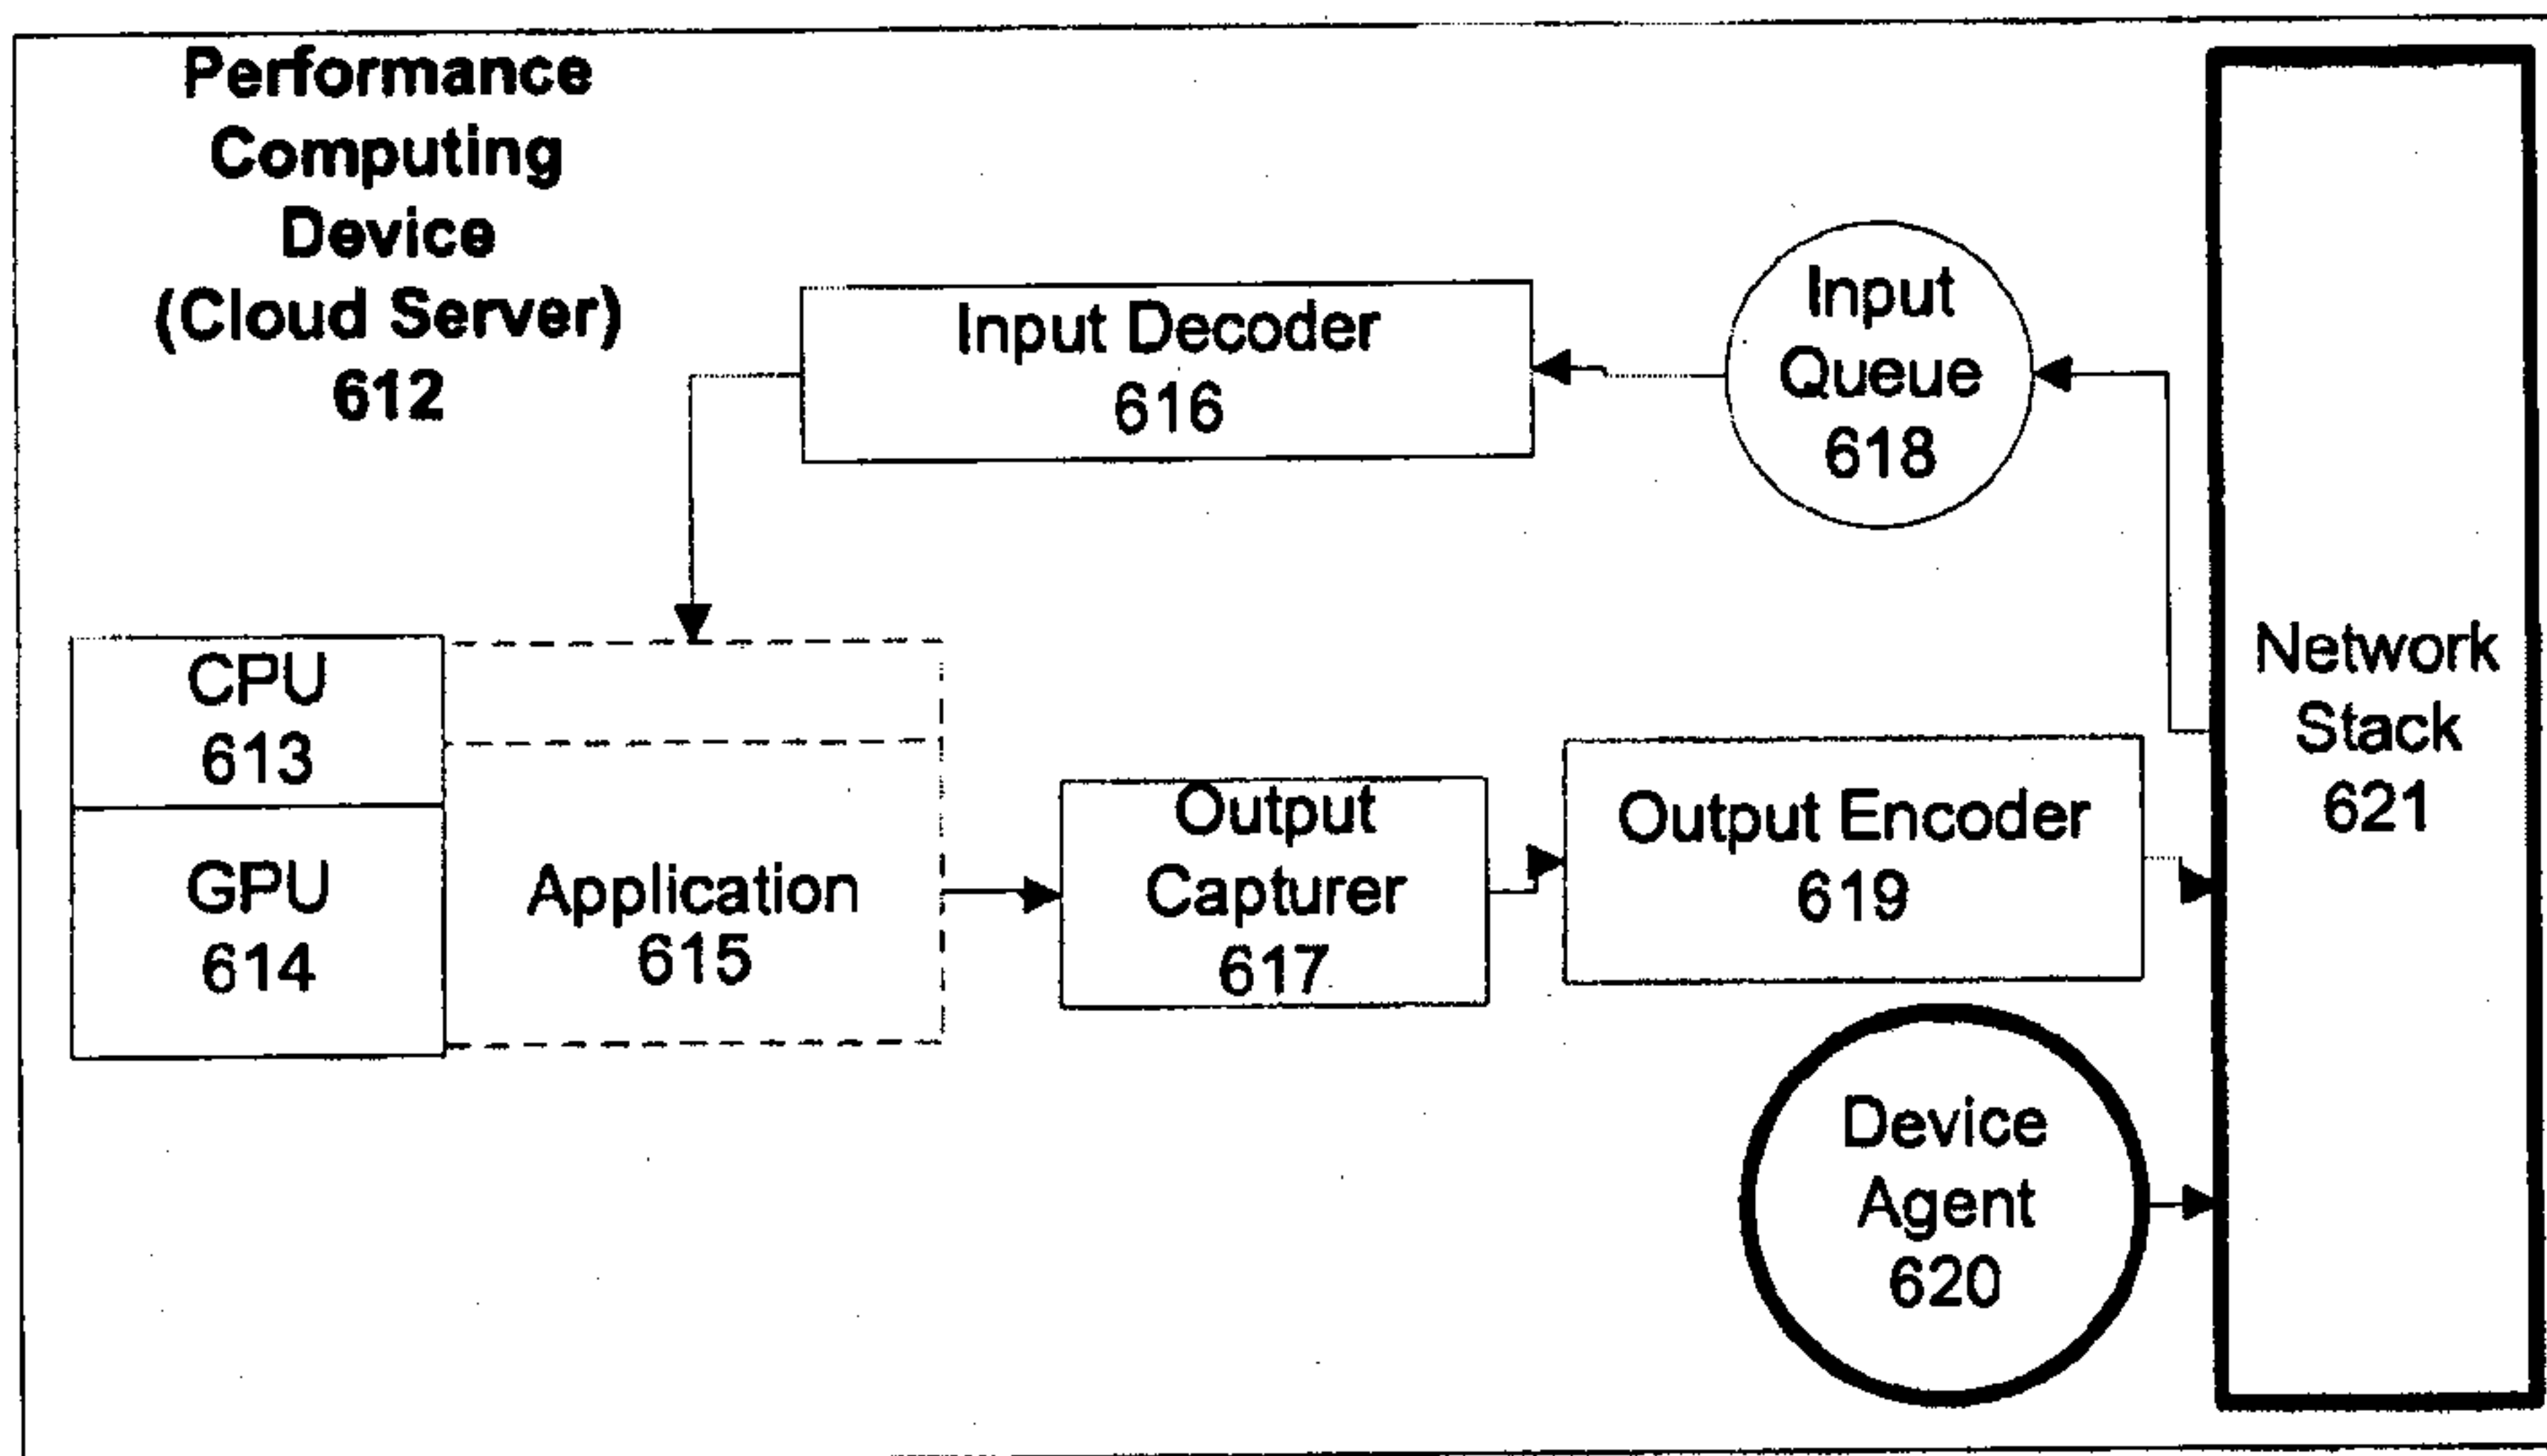 Performance
Computing
Device
(Cloud Server)
612
Input Decoder
616
Input
Queue
618
Network
Stack
621
CPU
613
GPU
614
Application
615
Output
Capturer
617
Output Encoder
619
Device
Agent
620